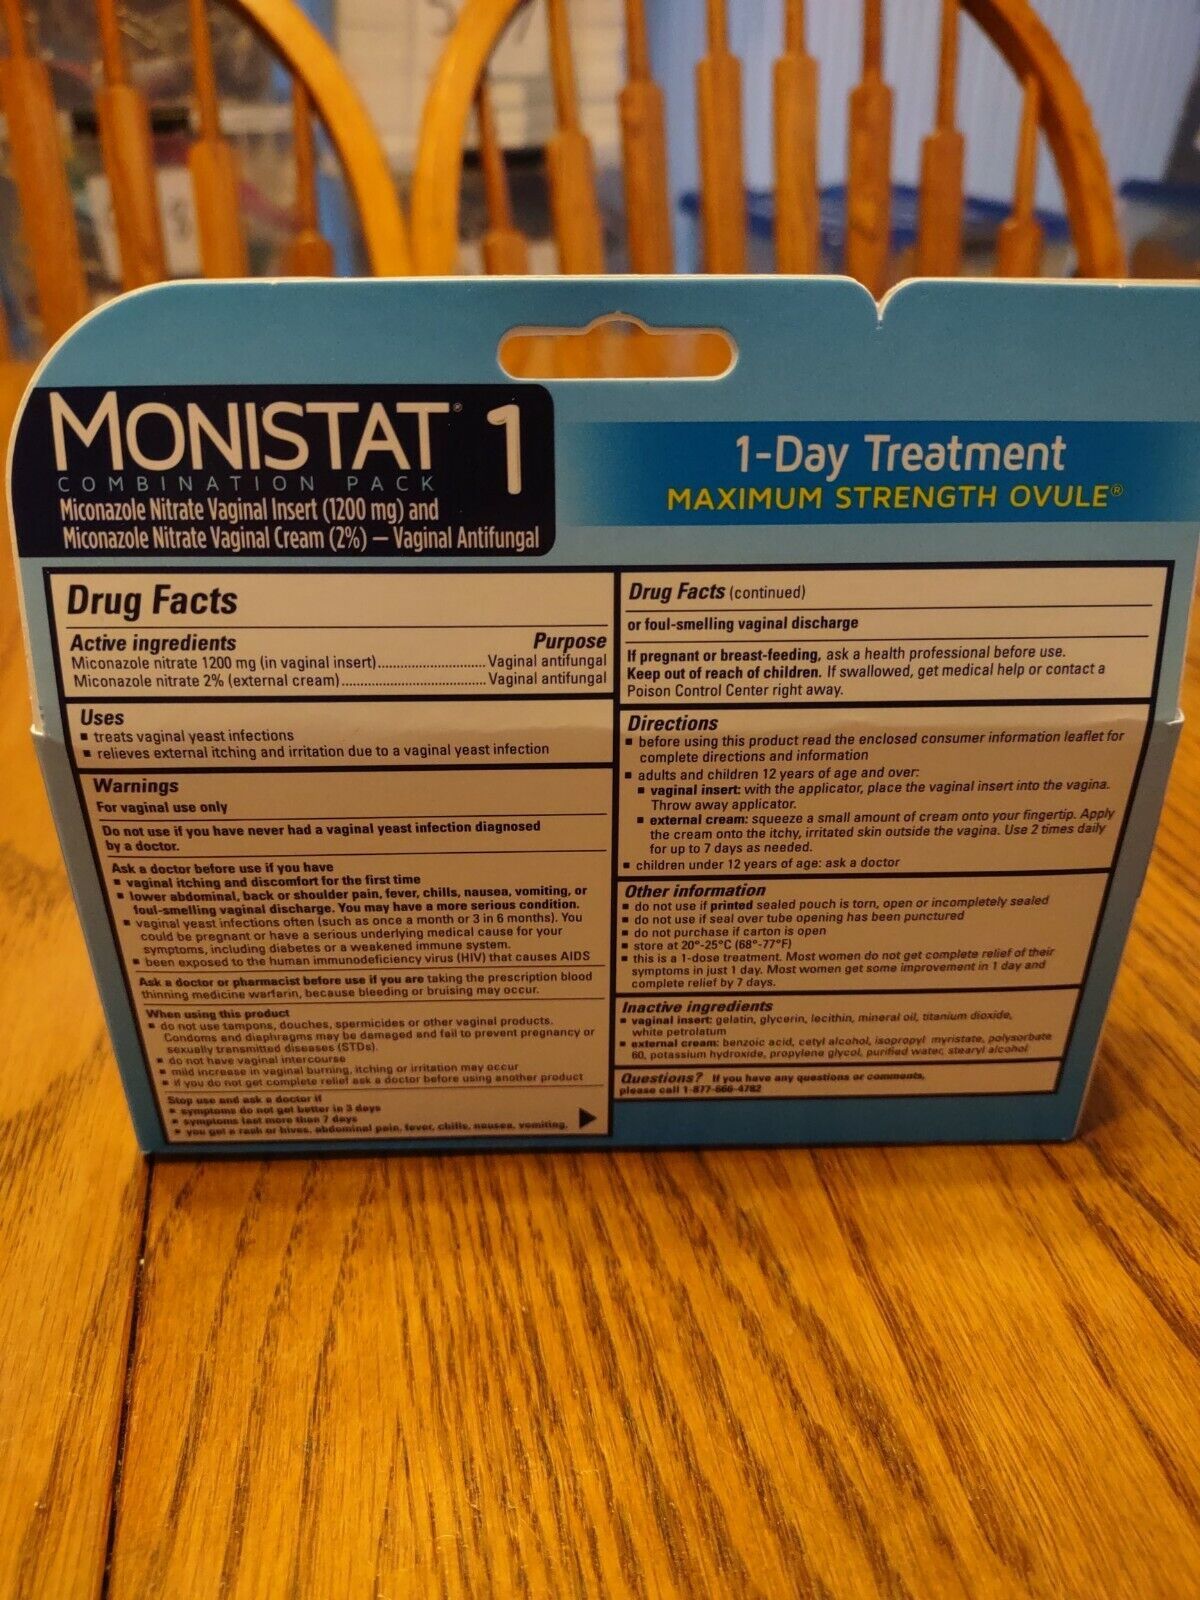 MONISTAT® 1
COMBINATION PACK
Miconazole Nitrate Vaginal Insert (1200 mg) and
Miconazole Nitrate Vaginal Cream (2%) — Vaginal Antifungal
1-Day Treatment
MAXIMUM STRENGTH OVULE®
Drug Facts
Active ingredients Purpose
Miconazole nitrate 1200 mg (in vaginal insert).............................Vaginal antifungal
Miconazole nitrate 2% (external cream)......................................Vaginal antifungal
Uses
■ treats vaginal yeast infections
■ relieves external itching and irritation due to a vaginal yeast infection
Warnings
For vaginal use only
Do not use if you have never had a vaginal yeast infection diagnosed
by a doctor.
Ask a doctor before use if you have
■ vaginal itching and discomfort for the first time
■ lower abdominal, back or shoulder pain, fever, chills, nausea, vomiting, or
foul-smelling vaginal discharge. You may have a more serious condition.
■ vaginal yeast infections often (such as once a month or 3 in 6 months). You
could be pregnant or have a serious underlying medical cause for your
symptoms, including diabetes or a weakened immune system.
■ been exposed to the human immunodeficiency virus (HIV) that causes AIDS
Ask a doctor or pharmacist before use if you are taking the prescription blood
thinning medicine warfarin, because bleeding or bruising may occur.
When using this product
■ do not use tampons, douches, spermicides or other vaginal products.
Condoms and diaphragms may be damaged and fail to prevent pregnancy or
sexually transmitted diseases (STDs).
■ do not have vaginal intercourse
■ mild increase in vaginal burning, itching or irritation may occur
■ if you do not get complete relief ask a doctor before using another product
Stop use and ask a doctor if
■ symptoms do not get better in 3 days
■ symptoms last more than 7 days
■ you get a rash or hives, abdominal pain, fever, chills, nausea, vomiting,
Drug Facts (continued)
or foul-smelling vaginal discharge
If pregnant or breast-feeding, ask a health professional before use.
Keep out of reach of children. If swallowed, get medical help or contact a
Poison Control Center right away.
Directions
■ before using this product read the enclosed consumer information leaflet for
complete directions and information
■ adults and children 12 years of age and over:
■ vaginal insert: with the applicator, place the vaginal insert into the vagina.
Throw away applicator.
■ external cream: squeeze a small amount of cream onto your fingertip. Apply
the cream onto the itchy, irritated skin outside the vagina. Use 2 times daily
for up to 7 days as needed.
■ children under 12 years of age: ask a doctor
Other information
■ do not use if printed sealed pouch is torn, open or incompletely sealed
■ do not use if seal over tube opening has been punctured
■ do not purchase if carton is open
■ store at 20°-25°C (68°-77°F)
■ this is a 1-dose treatment. Most women do not get complete relief of their
symptoms in just 1 day. Most women get some improvement in 1 day and
complete relief by 7 days.
Inactive ingredients
■ vaginal insert: gelatin, glycerin, lecithin, mineral oil, titanium dioxide,
white petrolatum
■ external cream: benzoic acid, cetyl alcohol, isopropyl myristate, polysorbate
60, potassium hydroxide, propylene glycol, purified water, stearyl alcohol
Questions? If you have any questions or comments,
please call 1-877-666-4782